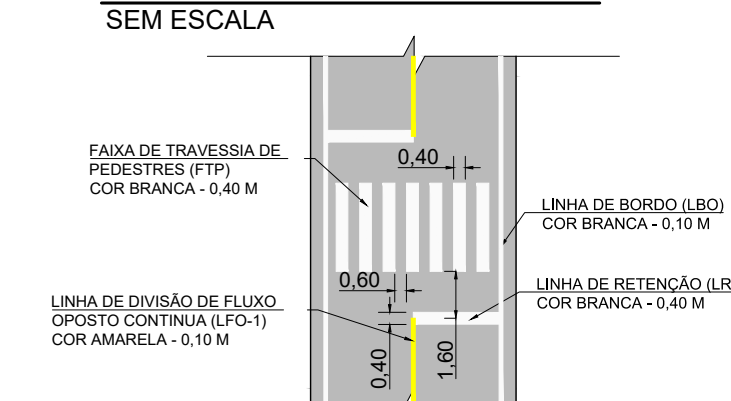 SEM ESCALA
FAIXA DE TRAVESSIA DE
PEDESTRES (FTP)
COR BRANCA - 0,40 M
0,40
LINHA DE BORDO (LBO)
COR BRANCA - 0,10 M
0,60
LINHA DE RETENÇÃO (LR
COR BRANCA - 0,40 M
LINHA DE DIVISÃO DE FLUXO
OPOSTO CONTINUA (LFO-1)
COR AMARELA - 0,10 M
0,40
1,60